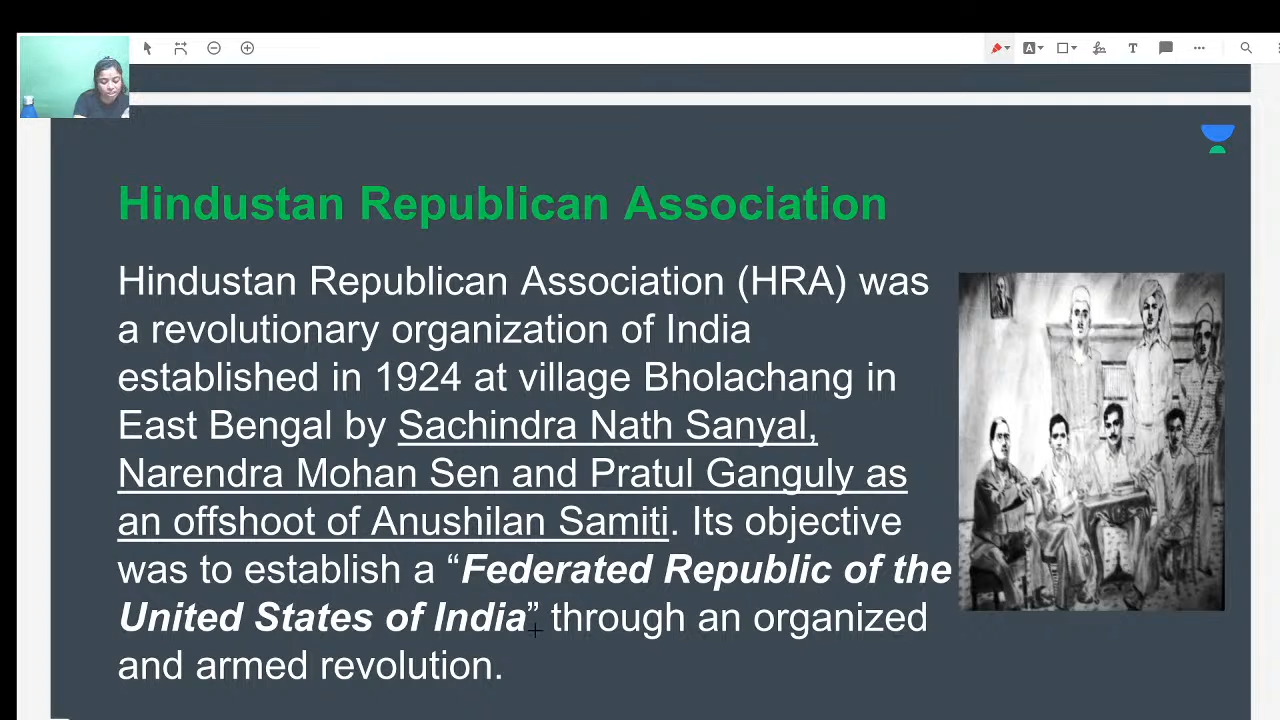 Hindustan Republican Association
Hindustan Republican Association (HRA) was
a revolutionary organization of India
established in 1924 at village Bholachang in
East Bengal by Sachindra Nath Sanyal,
Narendra Mohan Sen and Pratul Ganguly as
an offshoot of Anushilan Samiti. Its objective
was to establish a “Federated Republic of the
United States of India” through an organized
and armed revolution.